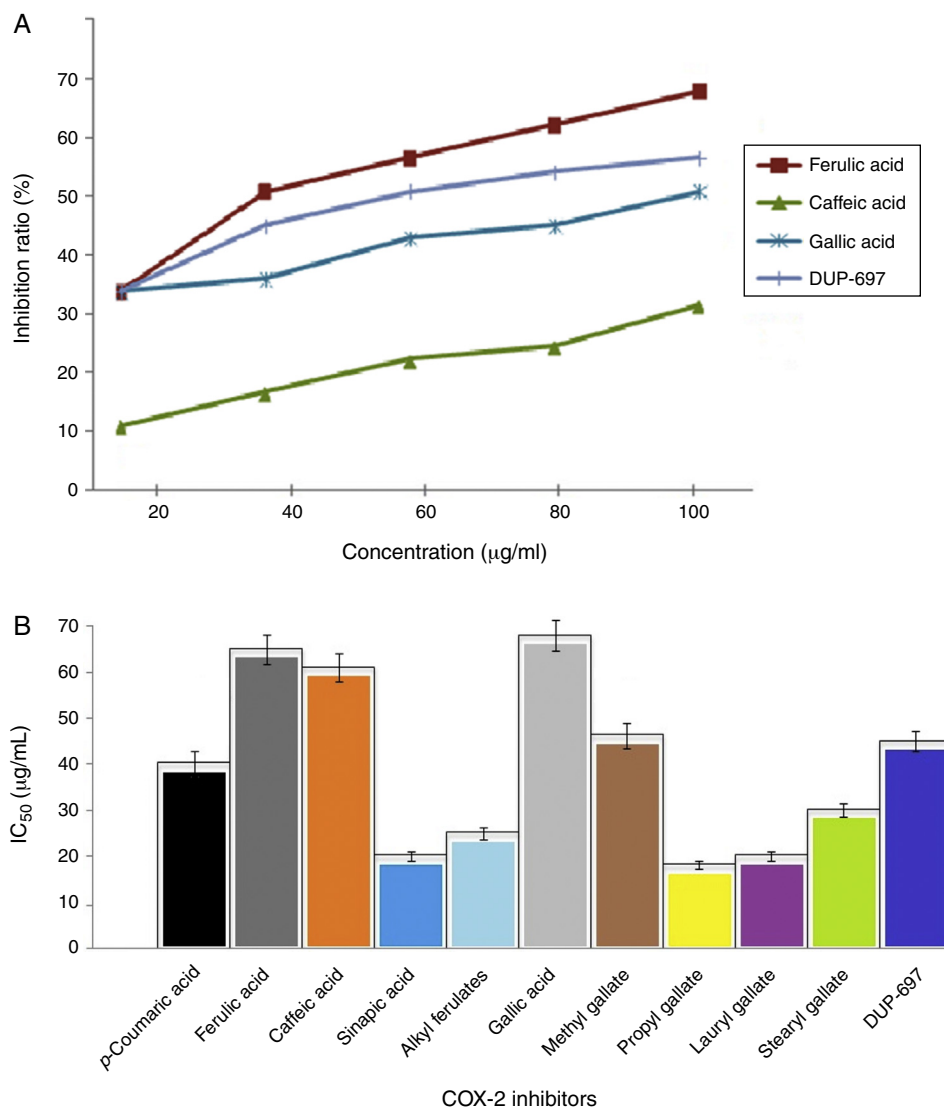 A
70
60
50
40
30
20
10
0
Inhibition ratio (%)
20 40 60 80 100
Concentration (μg/ml)
Ferulic acid
Caffeic acid
Gallic acid
DUP-697
B
70
60
50
40
30
20
10
0
IC50 (μg/mL)
p-Coumaric acid
Ferulic acid
Caffeic acid
Sinapic acid
Alkyl ferulates
Gallic acid
Methyl gallate
Propyl gallate
Lauryl gallate
Stearyl gallate
DUP-697
COX-2 inhibitors